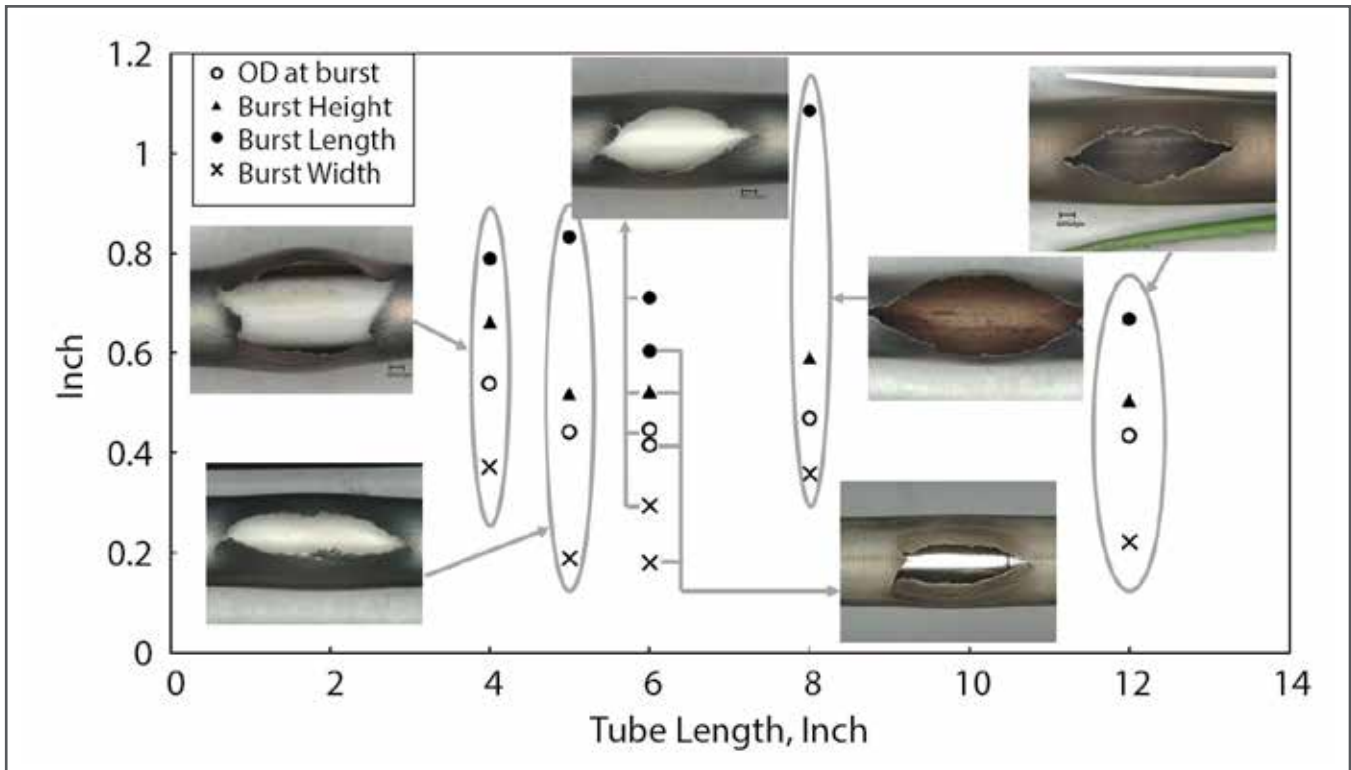 1.2
1
0.8
0.6
0.4
0.2
0
Inch
OD at burst
Burst Height
Burst Length
Burst Width
0 2 4 6 8 10 12 14
Tube Length, Inch